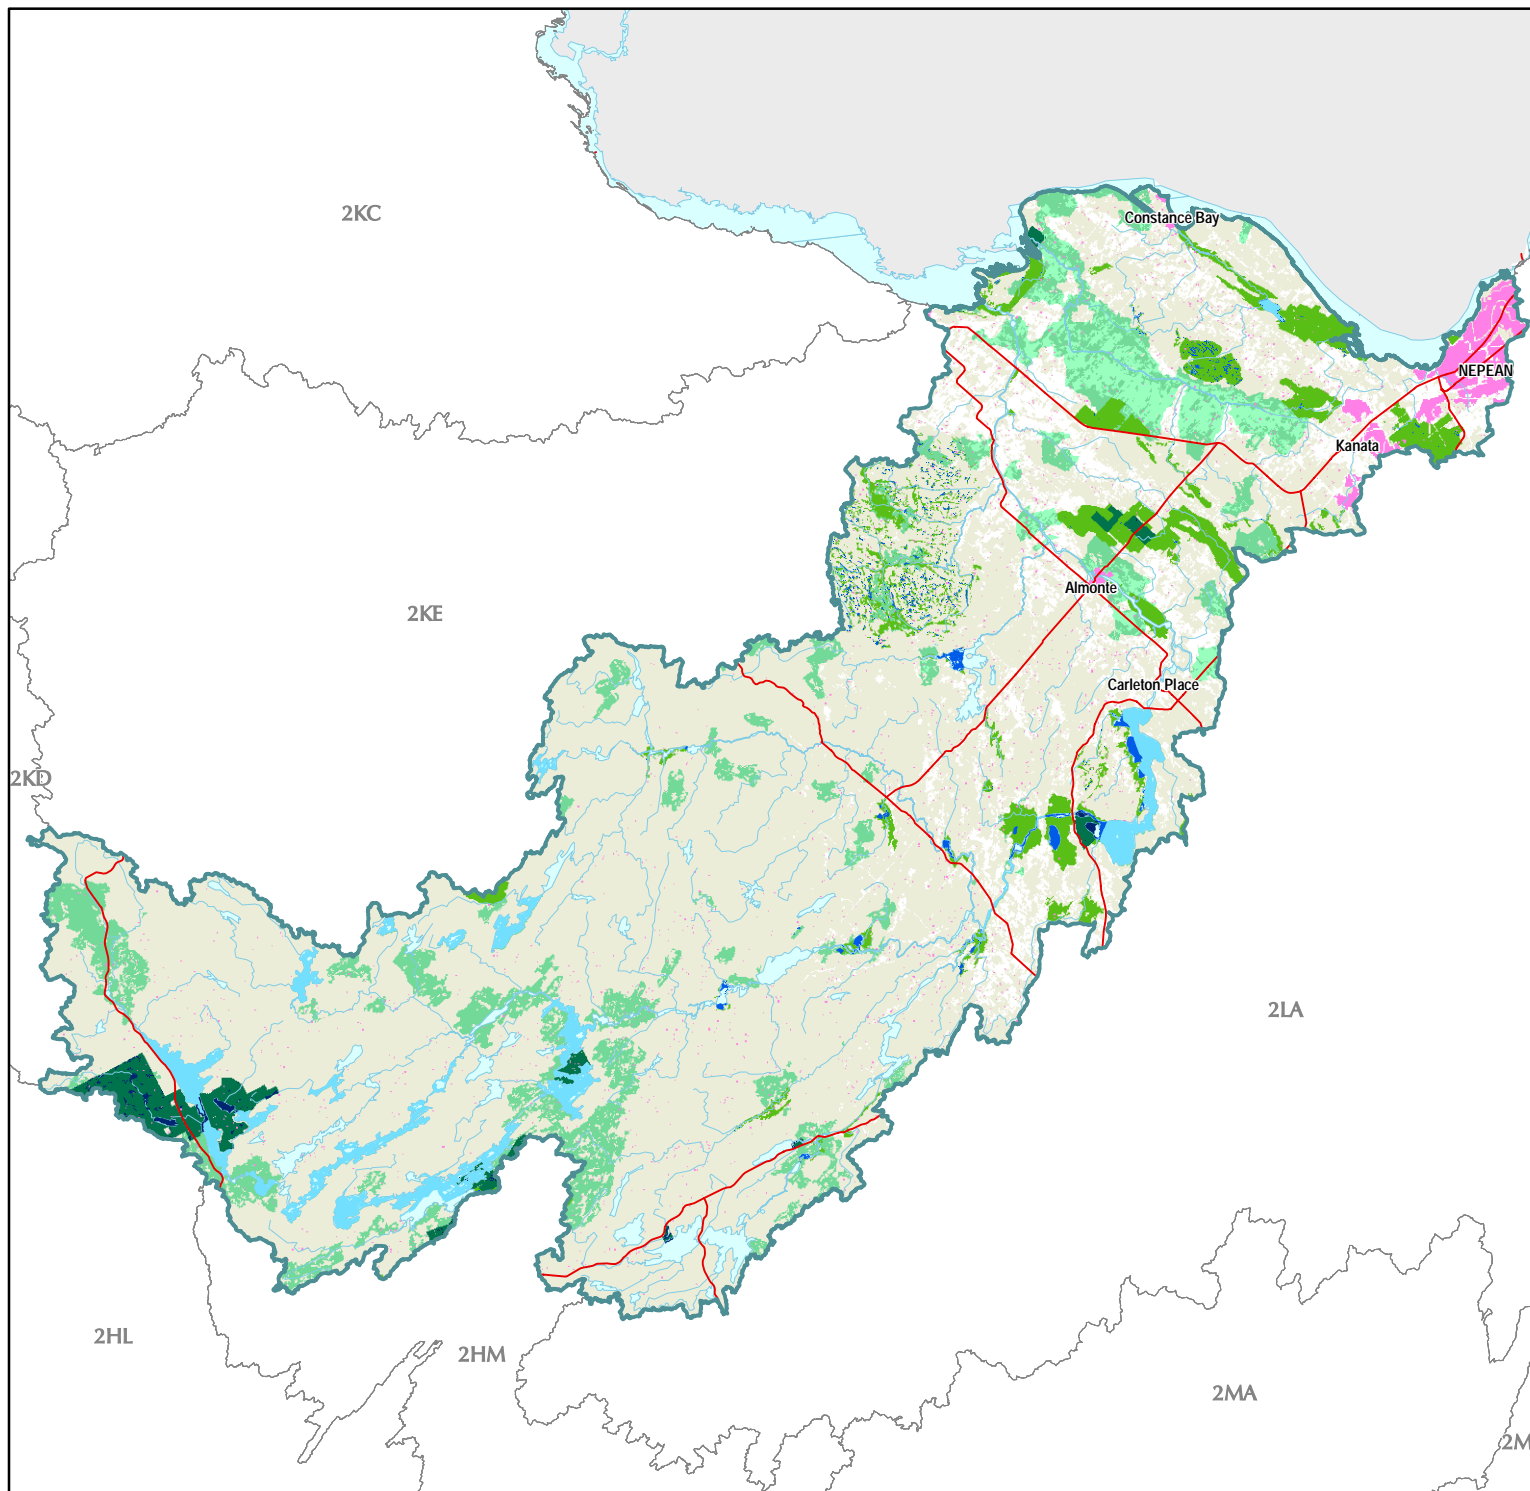 2KC
Constance Bay
NEPEAN
Kanata
2KE
Almonte
Carleton Place
2KD
2LA
2HL
2HM
2MA
2M